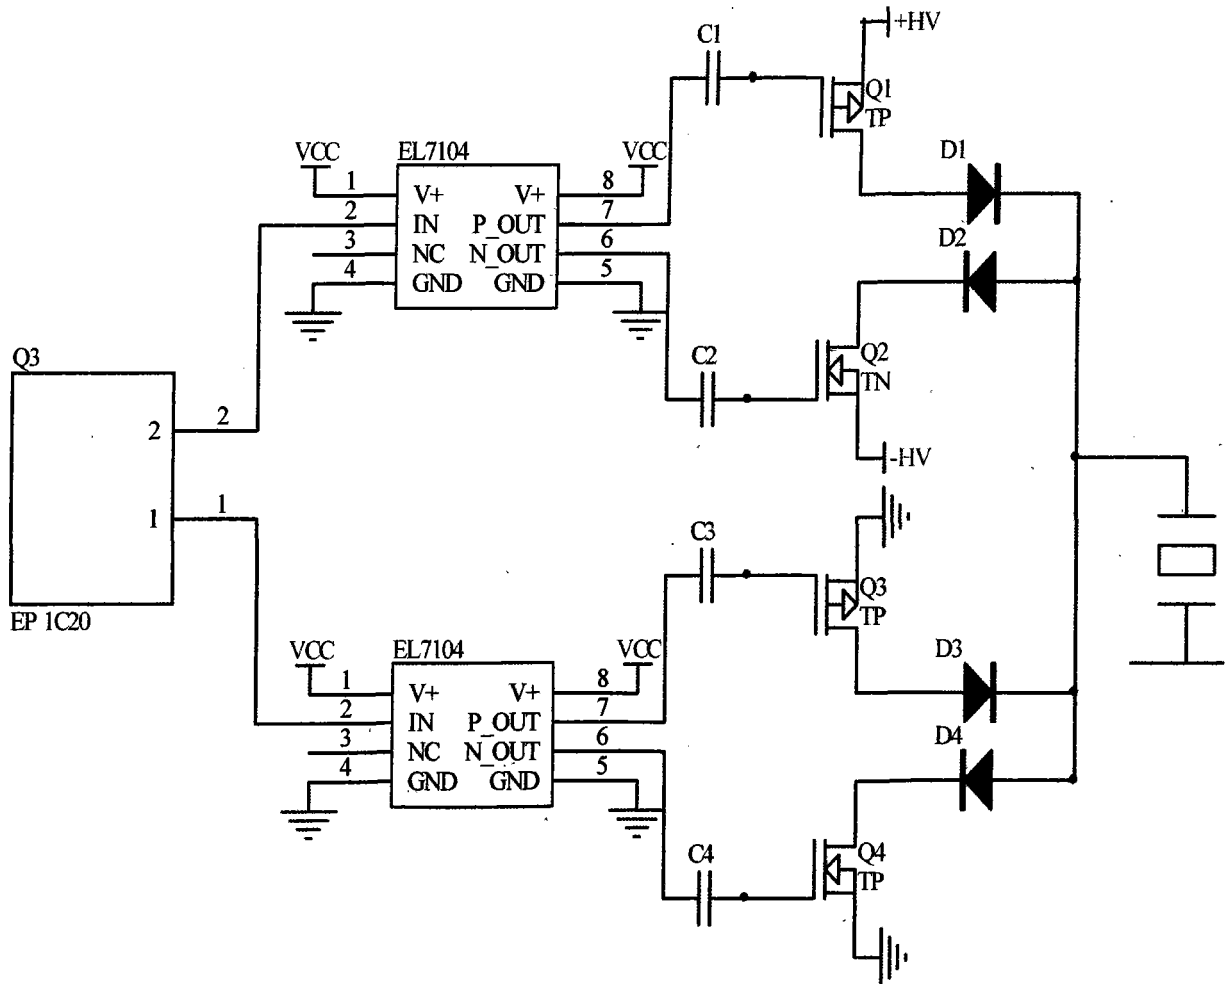 C1
+HV
Q1
TP
D1
VCC
EL7104
VCC
1
V+
V+
8
2
IN
P_OUT
7
3
NC
N_OUT
6
4
GND
GND
5
D2
C2
Q2
TN
-HV
Q3
2
2
1
1
EP 1C20
C3
Q3
TP
D3
VCC
EL7104
VCC
1
V+
V+
8
2
IN
P_OUT
7
3
NC
N_OUT
6
4
GND
GND
5
D4
C4
Q4
TP